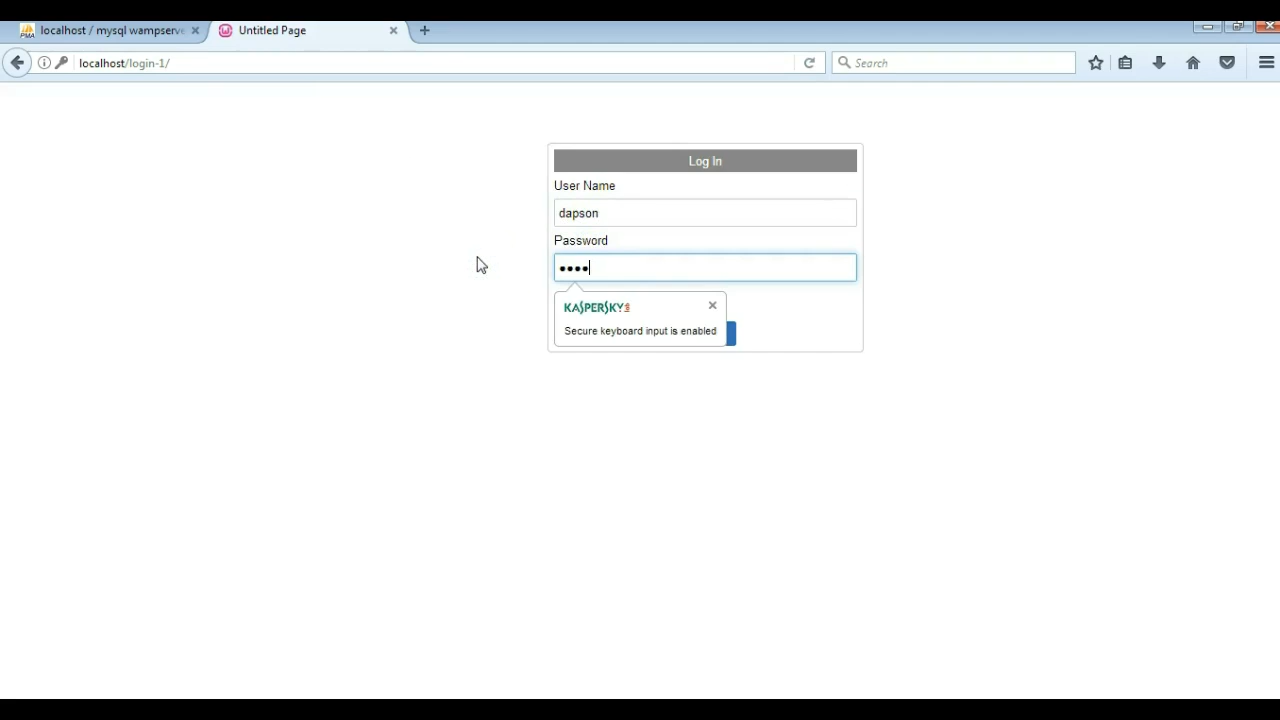 localhost / mysql wampserve
Untitled Page
localhost/login-1/
Search
Log In
User Name
dapson
Password
KASPERSKY
Secure keyboard input is enabled